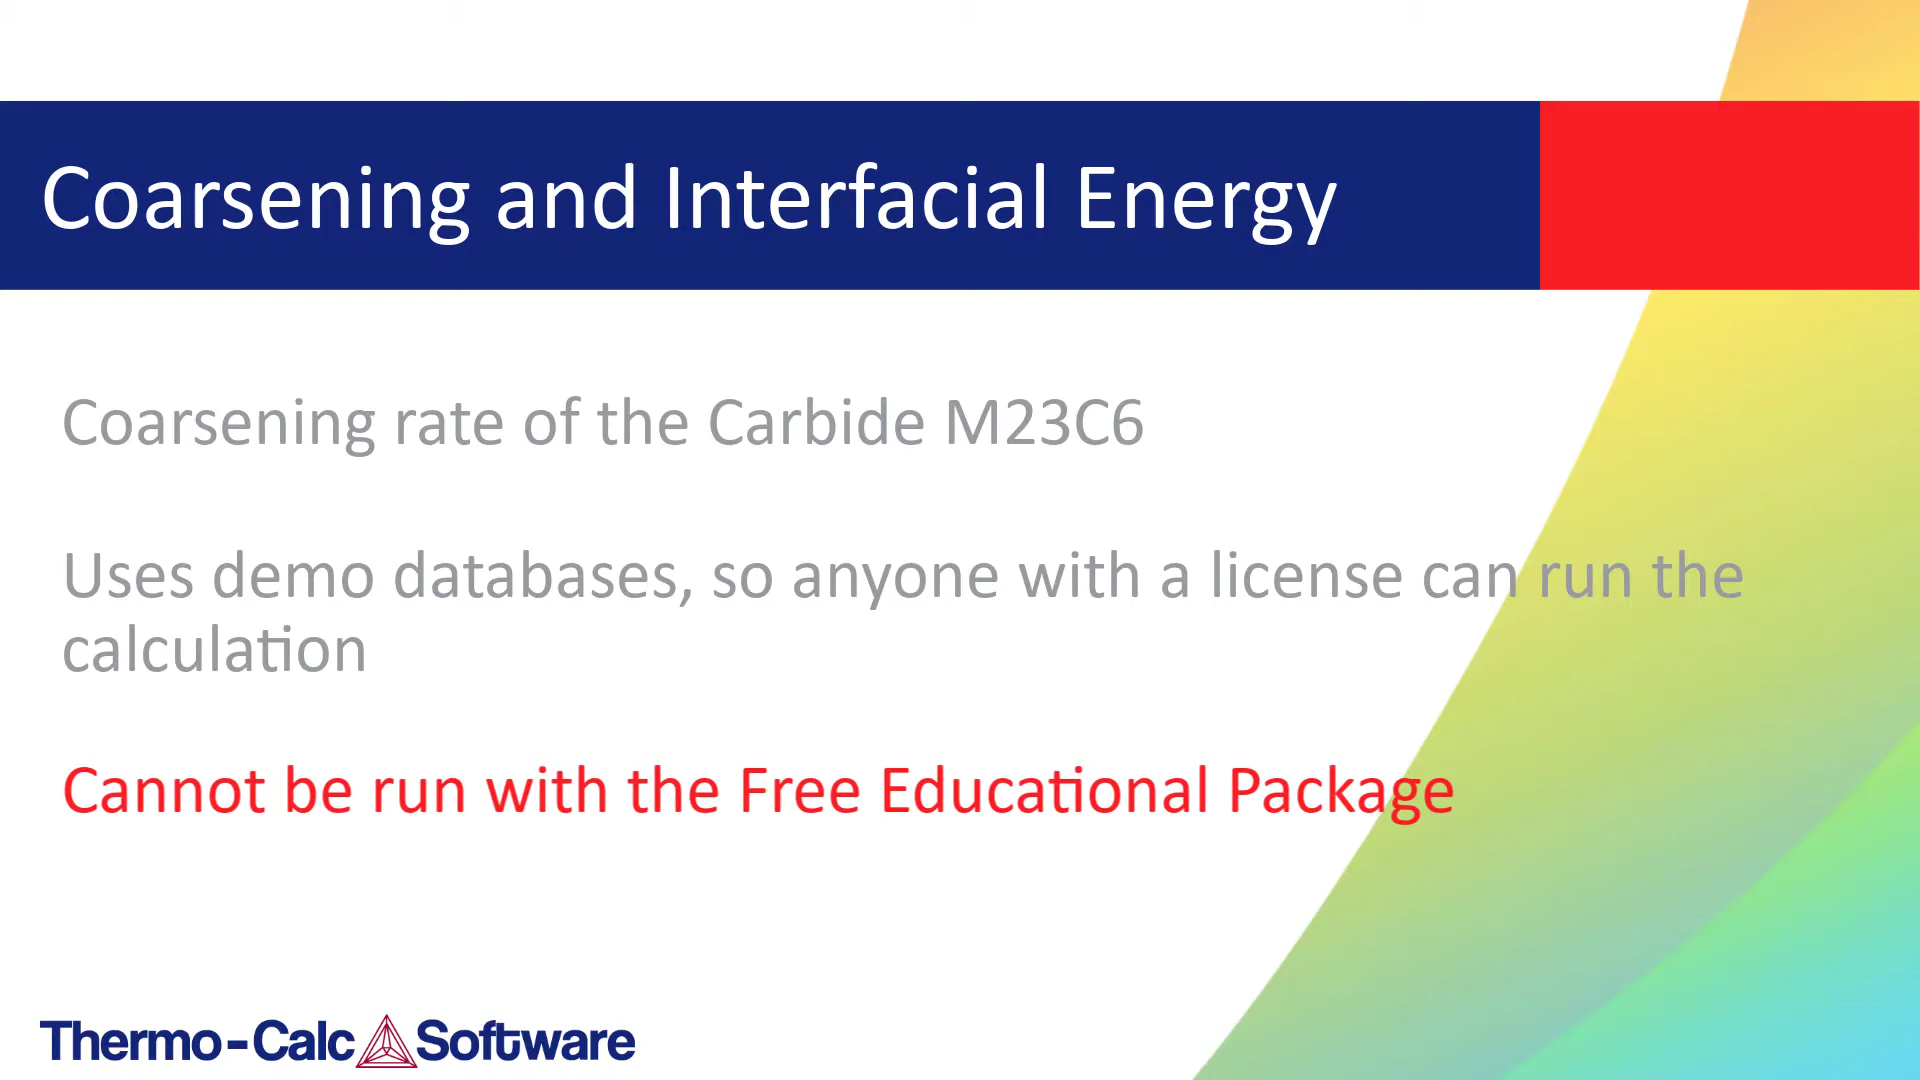 Coarsening and Interfacial Energy
Coarsening rate of the Carbide M23C6
Uses demo databases, so anyone with a license can run the
calculation
Cannot be run with the Free Educational Package
Thermo-Calc Software